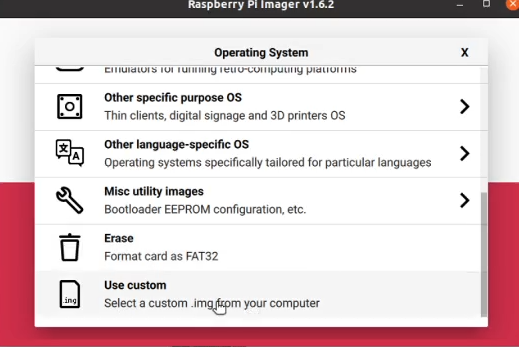 Raspberry Pi Imager v1.6.2
Operating System
X
Emulators for running retro-computing platforms
Other specific purpose OS
Thin clients, digital signage and 3D printers OS
Other language-specific OS
Operating systems specifically tailored for particular languages
Misc utility images
Bootloader EEPROM configuration, etc.
Erase
Format card as FAT32
Use custom
.img
Select a custom .img from your computer